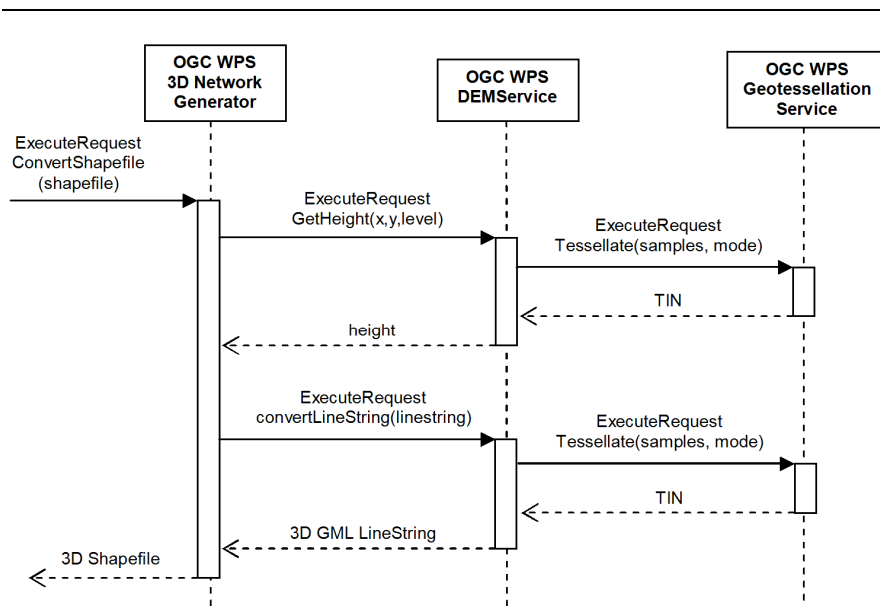 OGC WPS
3D Network
Generator
OGC WPS
DEMService
OGC WPS
Geotessellation
Service
ExecuteRequest
ConvertShapefile
(shapefile)
ExecuteRequest
GetHeight(x,y,level)
ExecuteRequest
Tessellate(samples, mode)
TIN
height
ExecuteRequest
convertLineString(linestring)
ExecuteRequest
Tessellate(samples, mode)
TIN
3D GML LineString
3D Shapefile